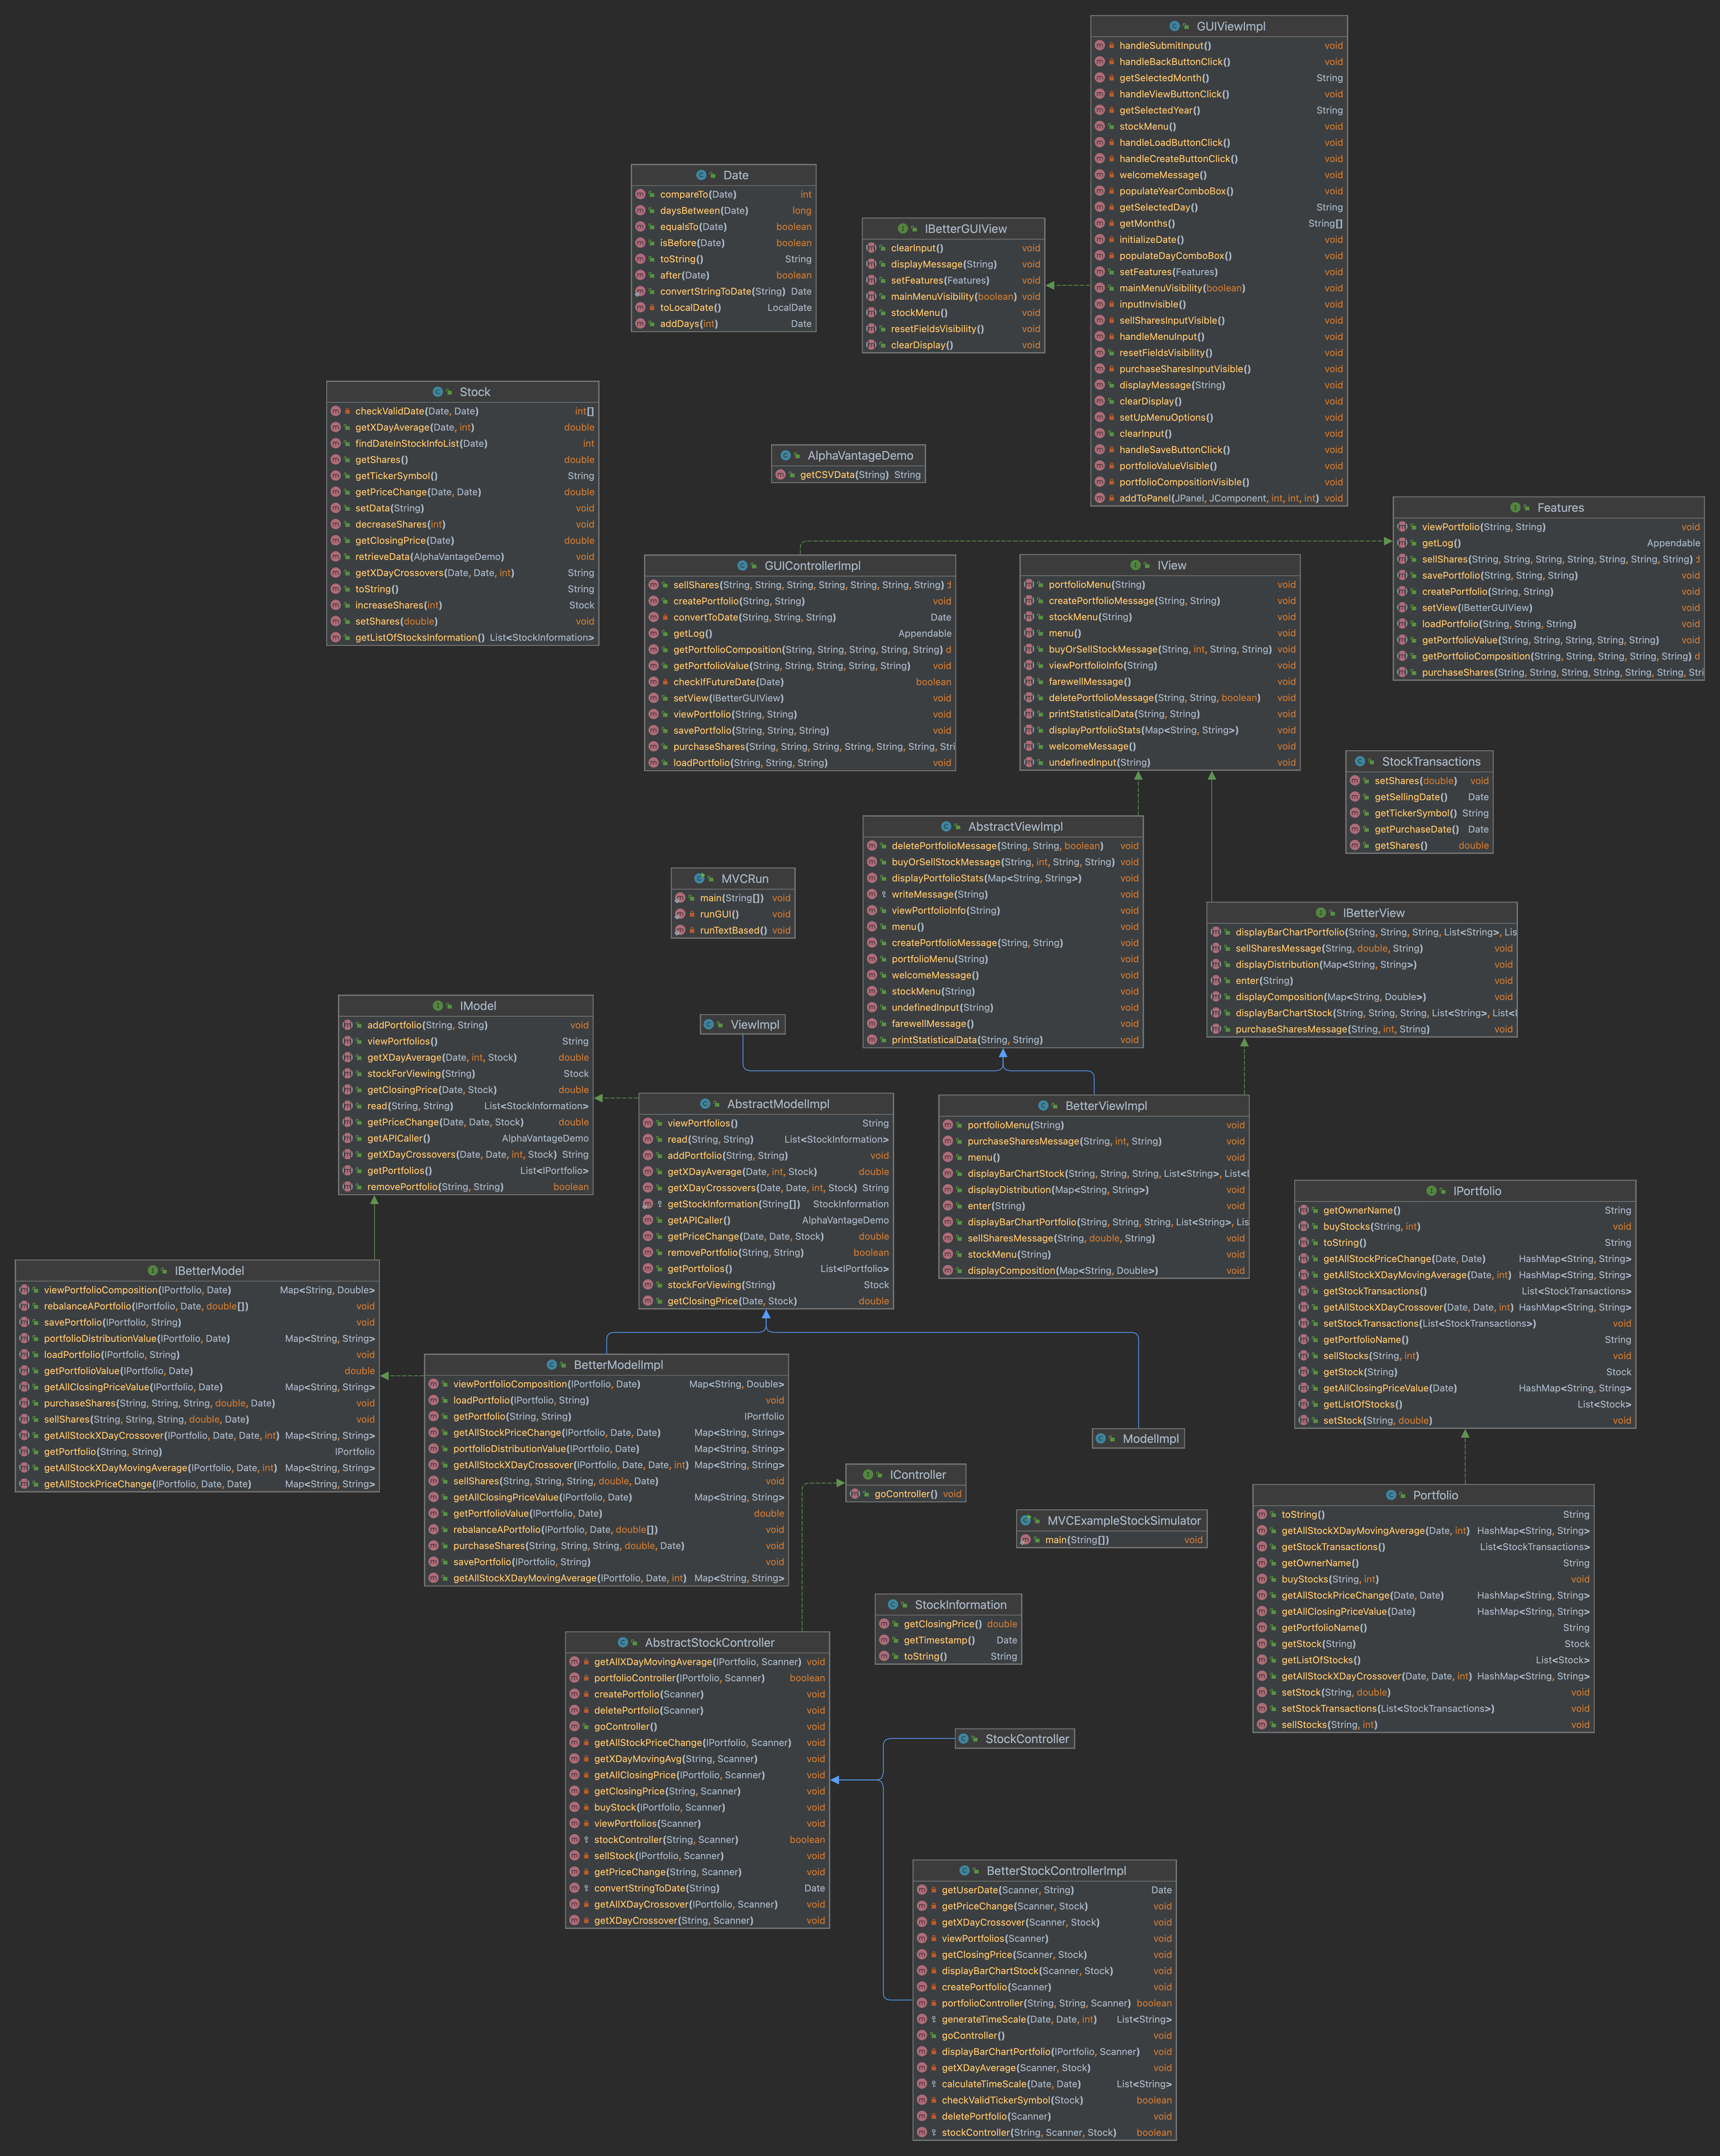 GUIViewImpl
handleSubmitInput() void
handleBackButtonClick() void
getSelectedMonth() String
handleViewButtonClick() void
getSelectedYear() String
stockMenu() void
handleLoadButtonClick() void
handleCreateButtonClick() void
welcomeMessage() void
populateYearComboBox() void
getSelectedDay() String
getMonths() String[]
initializeDate() void
populateDayComboBox() void
setFeatures(Features) void
mainMenuVisibility(boolean) void
inputInvisible() void
sellSharesInputVisible() void
handleMenuInput() void
resetFieldsVisibility() void
purchaseSharesInputVisible() void
displayMessage(String) void
clearDisplay() void
setUpMenuOptions() void
clearInput() void
handleSaveButtonClick() void
portfolioValueVisible() void
portfolioCompositionVisible() void
addToPanel(JPanel, JComponent, int, int, int) void
Date
compareTo(Date) int
daysBetween(Date) long
equalsTo(Date) boolean
isBefore(Date) boolean
toString() String
after(Date) boolean
convertStringToDate(String) Date
toLocalDate() LocalDate
addDays(int) Date
IBetterGUIView
clearInput() void
displayMessage(String) void
setFeatures(Features) void
mainMenuVisibility(boolean) void
stockMenu() void
resetFieldsVisibility() void
clearDisplay() void
Stock
checkValidDate(Date, Date) int[]
getXDayAverage(Date, int) double
findDateInStockInfoList(Date) int
getShares() double
getTickerSymbol() String
getPriceChange(Date, Date) double
setData(String) void
decreaseShares(int) void
getClosingPrice(Date) double
retrieveData(AlphaVantageDemo) void
getXDayCrossovers(Date, Date, int) String
toString() String
increaseShares(int) Stock
setShares(double) void
getListOfStocksInformation() List<StockInformation>
AlphaVantageDemo
getCSVData(String) String
Features
viewPortfolio(String, String) void
getLog() Appendable
sellShares(String, String, String, String, String, String)
savePortfolio(String, String, String) void
createPortfolio(String, String) void
setView(IBetterGUIView) void
loadPortfolio(String, String, String) void
getPortfolioValue(String, String, String, String, String) void
getPortfolioComposition(String, String, String, String, String) d
purchaseShares(String, String, String, String, String, String, Stri
GUIControllerImpl
sellShares(String, String, String, String, String, String, String)
createPortfolio(String, String) void
convertToDate(String, String, String) Date
getLog() Appendable
getPortfolioComposition(String, String, String, String, String) d
getPortfolioValue(String, String, String, String, String) void
checkIfFutureDate(Date) boolean
setView(IBetterGUIView) void
viewPortfolio(String, String) void
savePortfolio(String, String, String) void
purchaseShares(String, String, String, String, String, String, Stri
loadPortfolio(String, String, String) void
IView
portfolioMenu(String) void
createPortfolioMessage(String, String) void
stockMenu(String) void
menu() void
buyOrSellStockMessage(String, int, String, String) void
viewPortfolioInfo(String) void
farewellMessage() void
deletePortfolioMessage(String, String, boolean) void
printStatisticalData(String, String) void
displayPortfolioStats(Map<String, String>) void
welcomeMessage() void
undefinedInput(String) void
StockTransactions
setShares(double) void
getSellingDate() Date
getTickerSymbol() String
getPurchaseDate() Date
getShares() double
AbstractViewImpl
deletePortfolioMessage(String, String, boolean) void
buyOrSellStockMessage(String, int, String, String) void
displayPortfolioStats(Map<String, String>) void
writeMessage(String) void
viewPortfolioInfo(String) void
menu() void
createPortfolioMessage(String, String) void
portfolioMenu(String) void
welcomeMessage() void
stockMenu(String) void
undefinedInput(String) void
farewellMessage() void
printStatisticalData(String, String) void
MVCRun
main(String[]) void
runGUI() void
runTextBased() void
IBetterView
displayBarChartPortfolio(String, String, String, List<String>, Lis
sellSharesMessage(String, double, String) void
displayDistribution(Map<String, String>) void
enter(String) void
displayComposition(Map<String, Double>) void
displayBarChartStock(String, String, String, List<String>, List<I
purchaseSharesMessage(String, int, String) void
IModel
addPortfolio(String, String) void
viewPortfolios() String
getXDayAverage(Date, int, Stock) double
stockForViewing(String) Stock
getClosingPrice(Date, Stock) double
read(String, String) List<StockInformation>
getPriceChange(Date, Date, Stock) double
getAPICaller() AlphaVantageDemo
getXDayCrossovers(Date, Date, int, Stock) String
getPortfolios() List<IPortfolio>
removePortfolio(String, String) boolean
ViewImpl
AbstractModelImpl
viewPortfolios() String
read(String, String) List<StockInformation>
addPortfolio(String, String) void
getXDayAverage(Date, int, Stock) double
getXDayCrossovers(Date, Date, int, Stock) String
getStockInformation(String[]) StockInformation
getAPICaller() AlphaVantageDemo
getPriceChange(Date, Date, Stock) double
removePortfolio(String, String) boolean
getPortfolios() List<IPortfolio>
stockForViewing(String) Stock
getClosingPrice(Date, Stock) double
BetterViewImpl
portfolioMenu(String) void
purchaseSharesMessage(String, int, String) void
menu() void
displayBarChartStock(String, String, String, List<String>, List<I
displayDistribution(Map<String, String>) void
enter(String) void
displayBarChartPortfolio(String, String, String, List<String>, Lis
sellSharesMessage(String, double, String) void
stockMenu(String) void
displayComposition(Map<String, Double>) void
IPortfolio
getOwnerName() String
buyStocks(String, int) void
toString() String
getAllStockPriceChange(Date, Date) HashMap<String, String>
getAllStockXDayMovingAverage(Date, int) HashMap<String, String>
getStockTransactions() List<StockTransactions>
getAllStockXDayCrossover(Date, Date, int) HashMap<String, String>
setStockTransactions(List<StockTransactions>) void
getPortfolioName() String
sellStocks(String, int) void
getStock(String) Stock
getAllClosingPriceValue(Date) HashMap<String, String>
getListOfStocks() List<Stock>
setStock(String, double) void
IBetterModel
viewPortfolioComposition(IPortfolio, Date) Map<String, Double>
rebalanceAPortfolio(IPortfolio, Date, double[]) void
savePortfolio(IPortfolio, String) void
portfolioDistributionValue(IPortfolio, Date) Map<String, String>
loadPortfolio(IPortfolio, String) void
getPortfolioValue(IPortfolio, Date) double
getAllClosingPriceValue(IPortfolio, Date) Map<String, String>
purchaseShares(String, String, String, double, Date) void
sellShares(String, String, String, double, Date) void
getAllStockXDayCrossover(IPortfolio, Date, Date, int) Map<String, String>
getPortfolio(String, String) IPortfolio
getAllStockXDayMovingAverage(IPortfolio, Date, int) Map<String, String>
getAllStockPriceChange(IPortfolio, Date, Date) Map<String, String>
BetterModelImpl
viewPortfolioComposition(IPortfolio, Date) Map<String, Double>
loadPortfolio(IPortfolio, String) void
getPortfolio(String, String) IPortfolio
getAllStockPriceChange(IPortfolio, Date, Date) Map<String, String>
portfolioDistributionValue(IPortfolio, Date) Map<String, String>
getAllStockXDayCrossover(IPortfolio, Date, Date, int) Map<String, String>
sellShares(String, String, String, double, Date) void
getAllClosingPriceValue(IPortfolio, Date) Map<String, String>
getPortfolioValue(IPortfolio, Date) double
rebalanceAPortfolio(IPortfolio, Date, double[]) void
purchaseShares(String, String, String, double, Date) void
savePortfolio(IPortfolio, String) void
getAllStockXDayMovingAverage(IPortfolio, Date, int) Map<String, String>
ModelImpl
IController
goController() void
MVCExampleStockSimulator
main(String[]) void
Portfolio
toString() String
getAllStockXDayMovingAverage(Date, int) HashMap<String, String>
getStockTransactions() List<StockTransactions>
getOwnerName() String
buyStocks(String, int) void
getAllStockPriceChange(Date, Date) HashMap<String, String>
getAllClosingPriceValue(Date) HashMap<String, String>
getPortfolioName() String
getStock(String) Stock
getListOfStocks() List<Stock>
getAllStockXDayCrossover(Date, Date, int) HashMap<String, String>
setStock(String, double) void
setStockTransactions(List<StockTransactions>) void
sellStocks(String, int) void
StockInformation
getClosingPrice() double
getTimestamp() Date
toString() String
AbstractStockController
getAllXDayMovingAverage(IPortfolio, Scanner) void
portfolioController(IPortfolio, Scanner) boolean
createPortfolio(Scanner) void
deletePortfolio(Scanner) void
goController() void
getAllStockPriceChange(IPortfolio, Scanner) void
getXDayMovingAvg(String, Scanner) void
getAllClosingPrice(IPortfolio, Scanner) void
getClosingPrice(String, Scanner) void
buyStock(IPortfolio, Scanner) void
viewPortfolios(Scanner) void
stockController(String, Scanner) boolean
sellStock(IPortfolio, Scanner) void
getPriceChange(String, Scanner) void
convertStringToDate(String) Date
getAllXDayCrossover(IPortfolio, Scanner) void
getXDayCrossover(String, Scanner) void
StockController
BetterStockControllerImpl
getUserDate(Scanner, String) Date
getPriceChange(Scanner, Stock) void
getXDayCrossover(Scanner, Stock) void
viewPortfolios(Scanner) void
getClosingPrice(Scanner, Stock) void
displayBarChartStock(Scanner, Stock) void
createPortfolio(Scanner) void
portfolioController(String, String, Scanner) boolean
generateTimeScale(Date, Date, int) List<String>
goController() void
displayBarChartPortfolio(IPortfolio, Scanner) void
getXDayAverage(Scanner, Stock) void
calculateTimeScale(Date, Date) List<String>
checkValidTickerSymbol(Stock) boolean
deletePortfolio(Scanner) void
stockController(String, Scanner, Stock) boolean